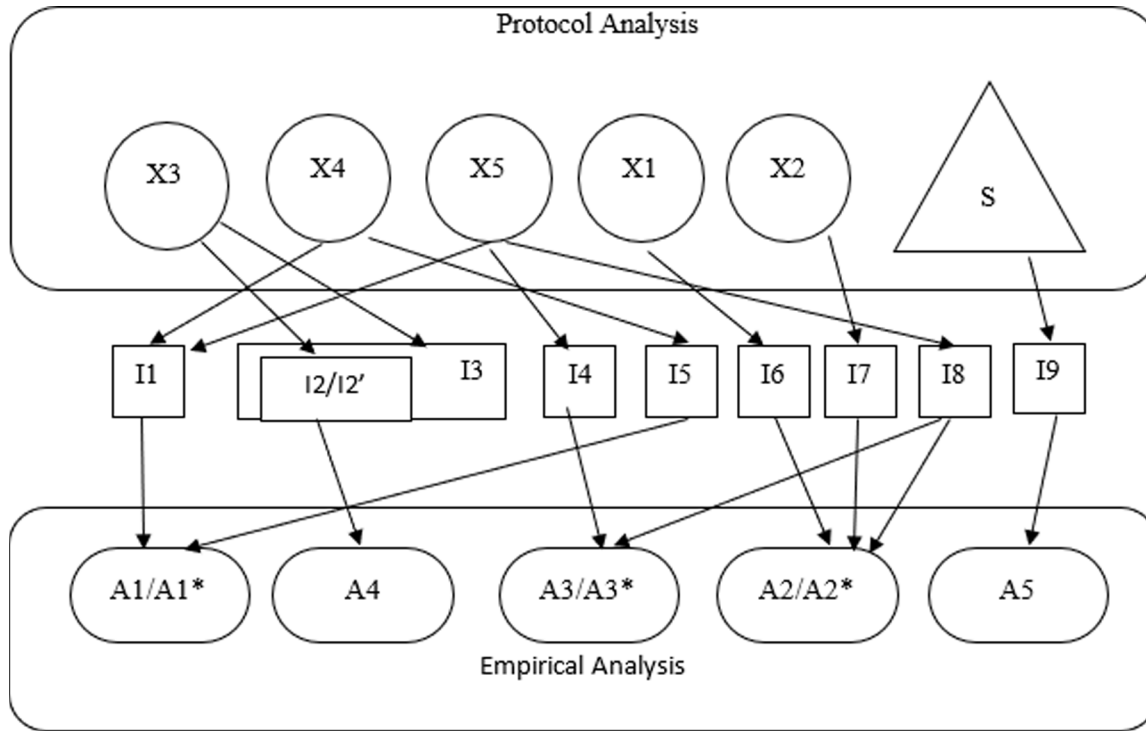 Protocol Analysis
X3
X4
X5
X1
X2
S
I1
I2/I2’
I3
I4
I5
I6
I7
I8
I9
A1/A1*
A4
A3/A3*
A2/A2*
A5
Empirical Analysis